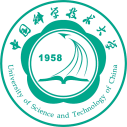 中国科学技术大学
1958
University of Science and Technology of China